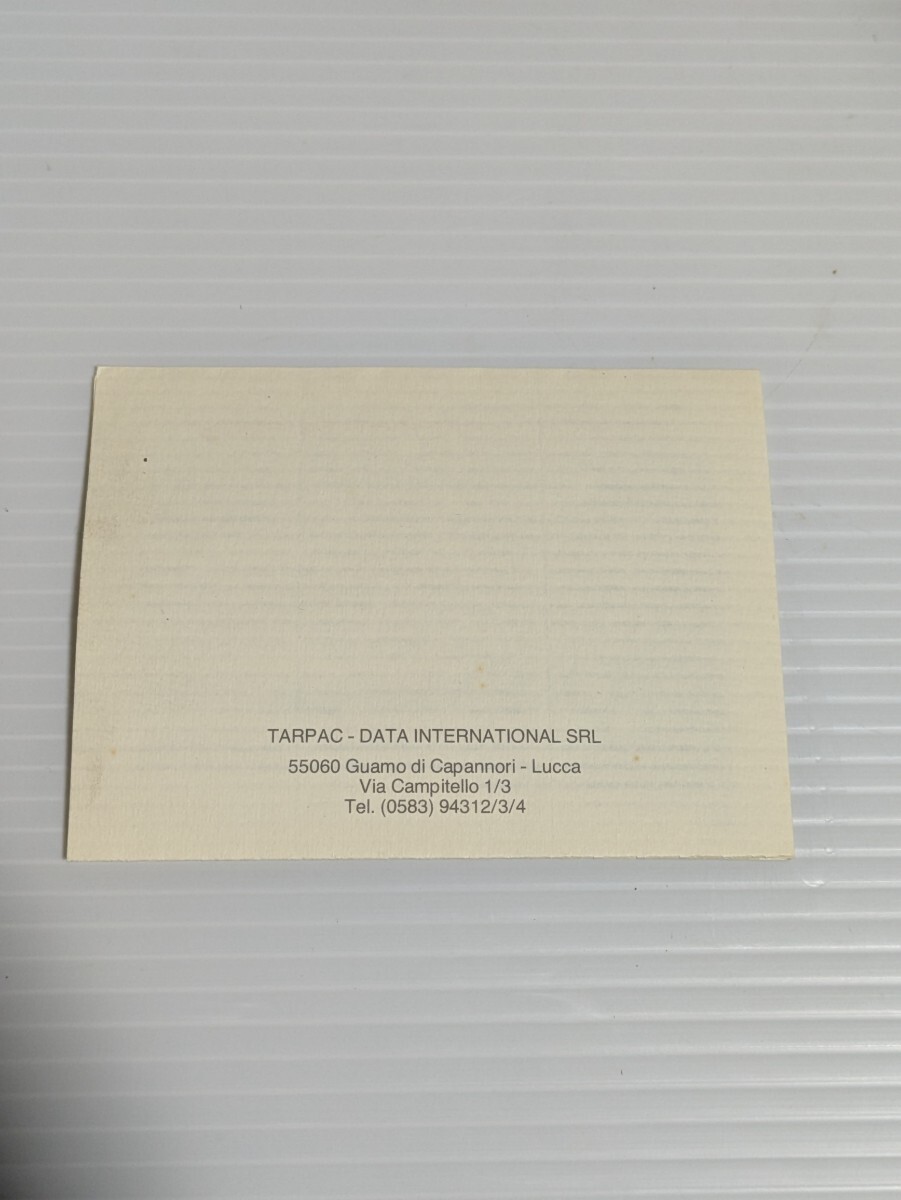 TARPAC - DATA INTERNATIONAL SRL
55060 Guamo di Capannori - Lucca
Via Campitello 1/3
Tel. (0583) 94312/3/4